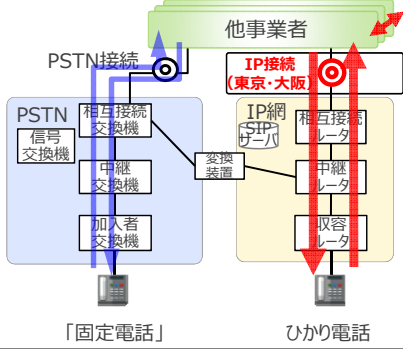 他事業者
PSTN接続
IP接続
(東京・大阪)
PSTN
信号
交換機
相互接続
交換機
中継
交換機
加入者
交換機
変換
装置
IP網
SIP
サーバ
相互接続
ルータ
中継
ルータ
収容
ルータ
「固定電話」
ひかり電話